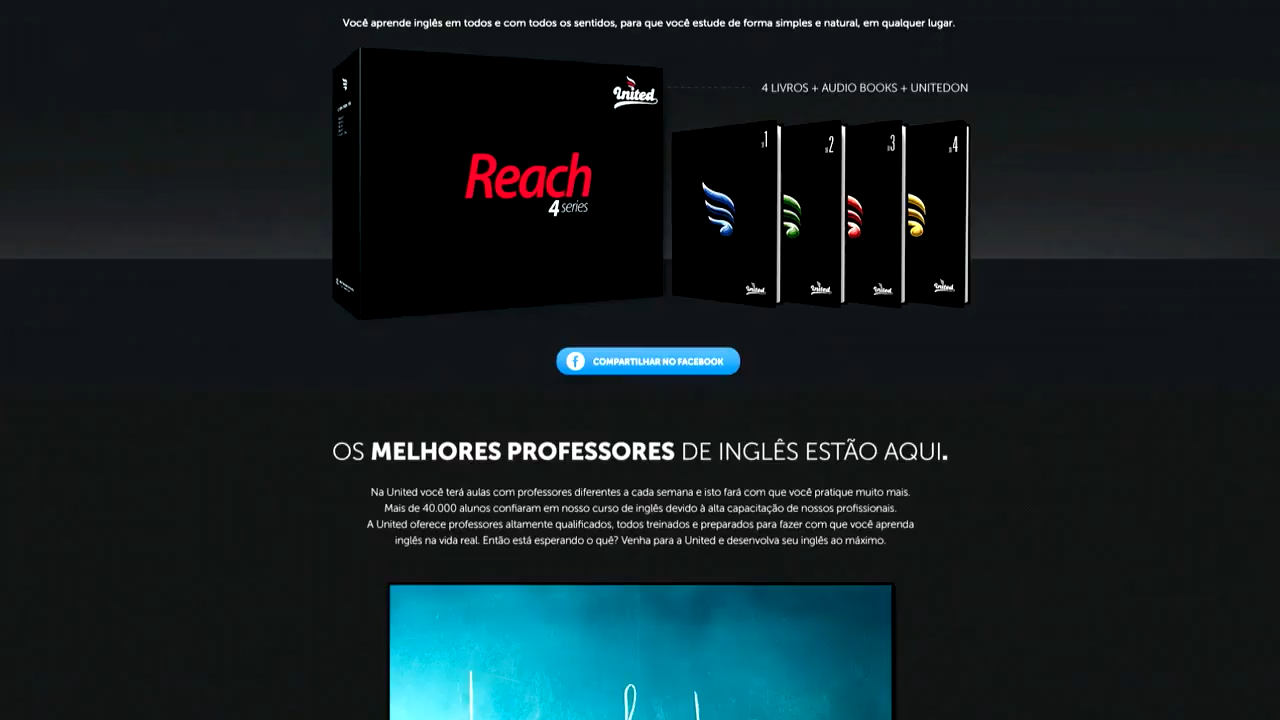 Você aprende inglês em todos e com todos os sentidos, para que você estude de forma simples e natural, em qualquer lugar.
United
4 LIVROS + AUDIO BOOKS + UNITEDON
Reach
4 series
1
2
3
4
United
United
United
United
COMPARTILHAR NO FACEBOOK
OS MELHORES PROFESSORES DE INGLÊS ESTÃO AQUI.
Na United você terá aulas com professores diferentes a cada semana e isto fará com que você pratique muito mais.
Mais de 40.000 alunos confiaram em nosso curso de inglês devido à alta capacitação de nossos profissionais.
A United oferece professores altamente qualificados, todos treinados e preparados para fazer com que você aprenda
inglês na vida real. Então está esperando o quê? Venha para a United e desenvolva seu inglês ao máximo.